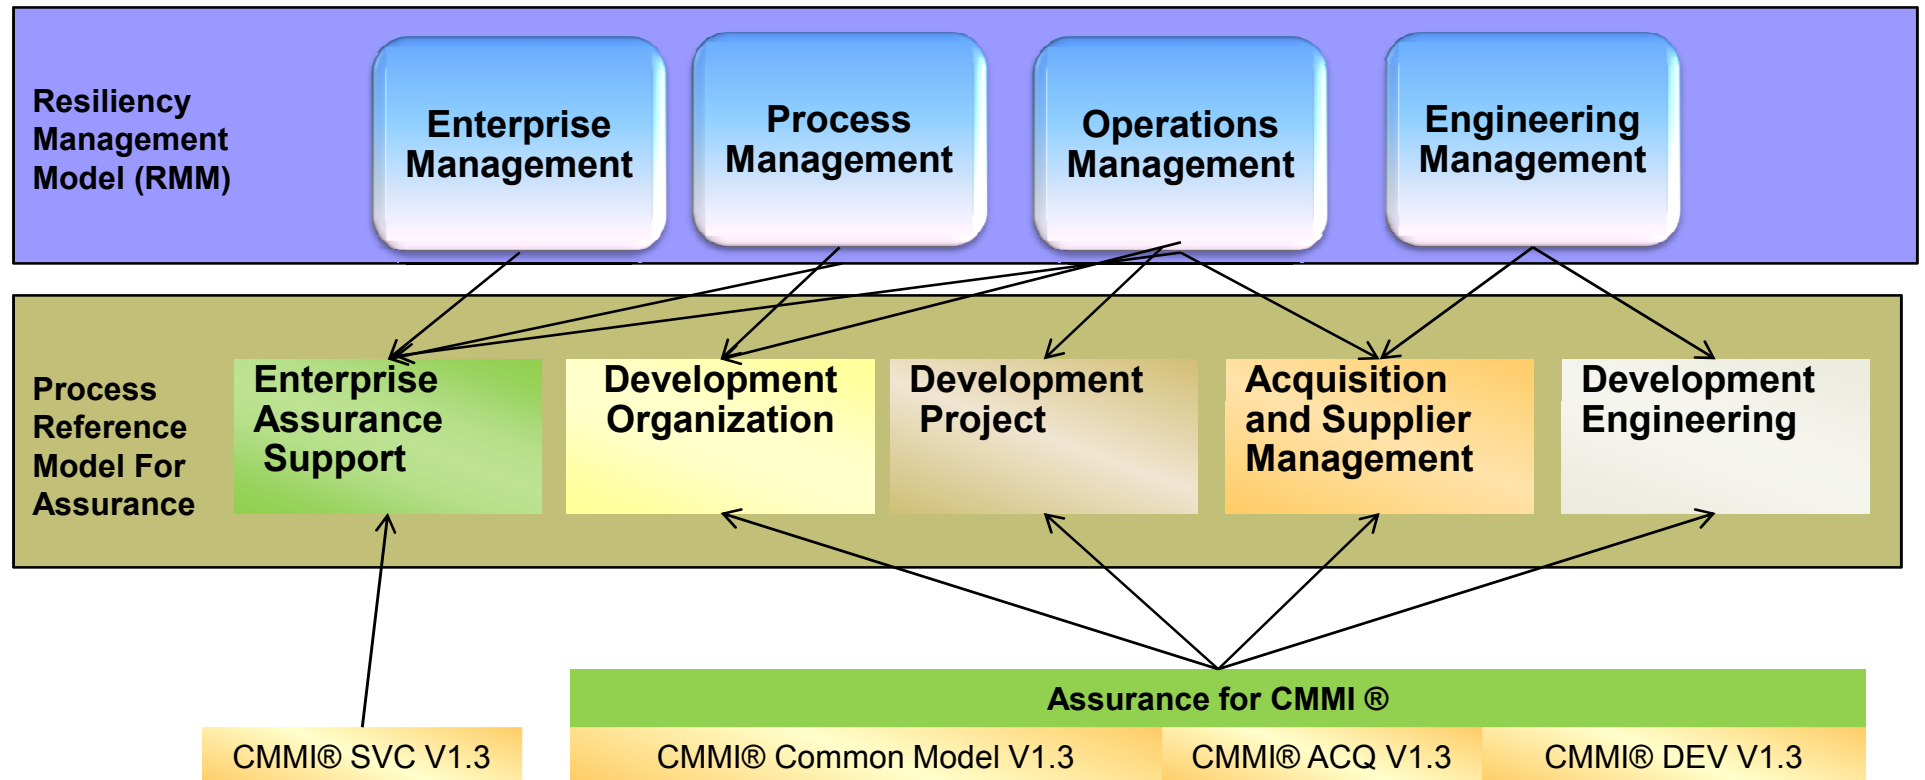 Resiliency
Management
Model (RMM)
Enterprise
Management
Process
Management
Operations
Management
Engineering
Management
Process
Reference
Model For
Assurance
Enterprise
Assurance
Support
Development
Organization
Development
Project
Acquisition
and Supplier
Management
Development
Engineering
Assurance for CMMI ®
CMMI® SVC V1.3
CMMI® Common Model V1.3
CMMI® ACQ V1.3
CMMI® DEV V1.3